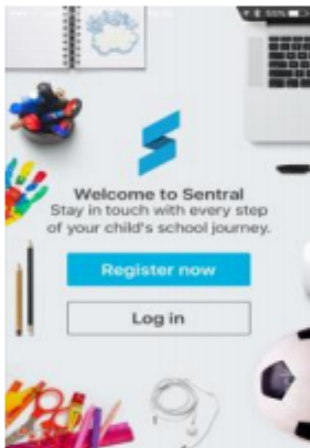 Welcome to Sentral
Stay in touch with every step
of your child's school journey.
Register now
Log in